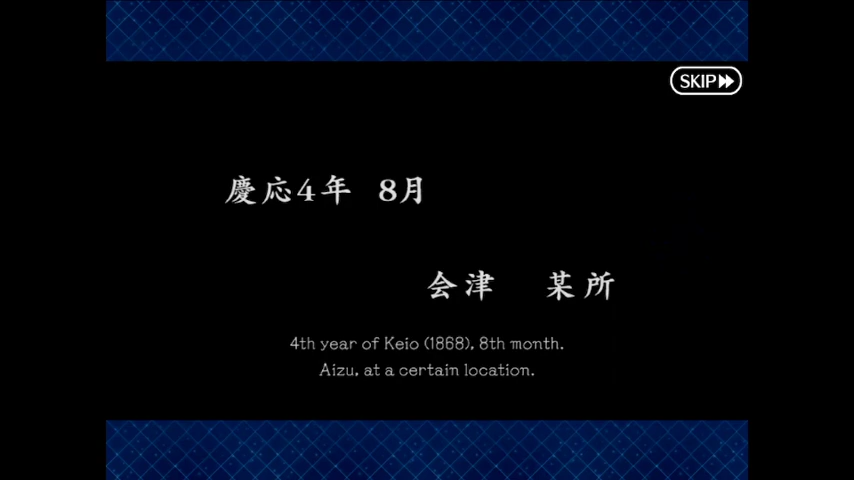 SKIP
慶応4年 8月
会津 某所
4th year of Keio (1868), 8th month.
Aizu, at a certain location.